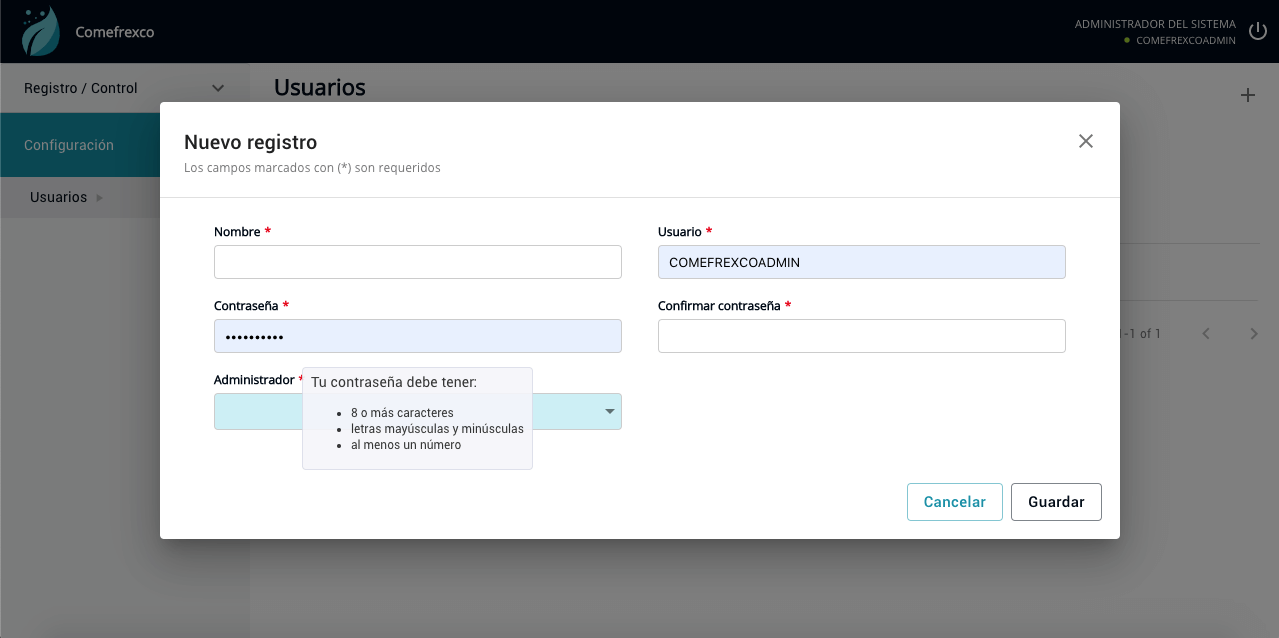 Comefrexco
ADMINISTRADOR DEL SISTEMA
COMEFREXCOADMIN
Registro / Control
Usuarios
Configuración
Usuarios
Nuevo registro
Los campos marcados con (*) son requeridos
Nombre *
Usuario *
COMEFREXCOADMIN
Contraseña *
Confirmar contraseña *
-1 of 1
Administrador *
Tu contraseña debe tener:
8 o más caracteres
letras mayúsculas y minúsculas
al menos un número
Cancelar
Guardar